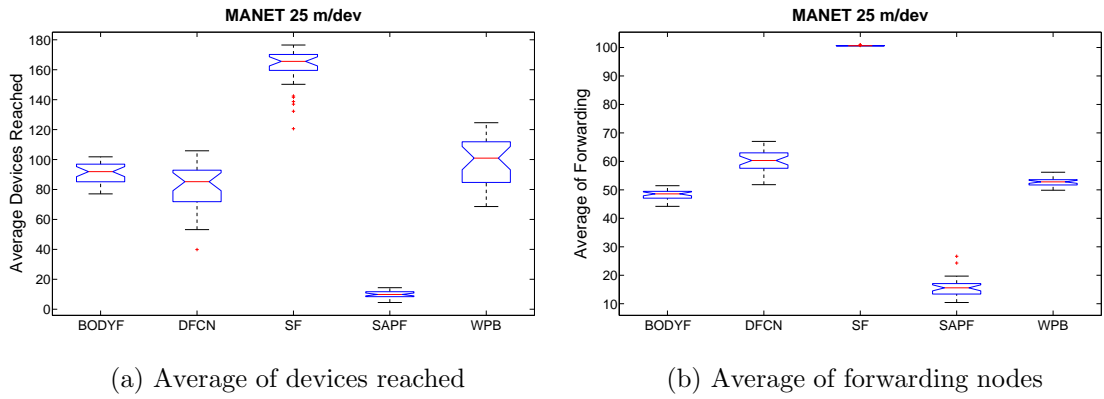 MANET 25 m/dev
Average Devices Reached
180
160
140
120
100
80
60
40
20
0
BODYF DFCN SF SAPF WPB
(a) Average of devices reached
MANET 25 m/dev
Average of Forwarding
100
90
80
70
60
50
40
30
20
10
BODYF DFCN SF SAPF WPB
(b) Average of forwarding nodes